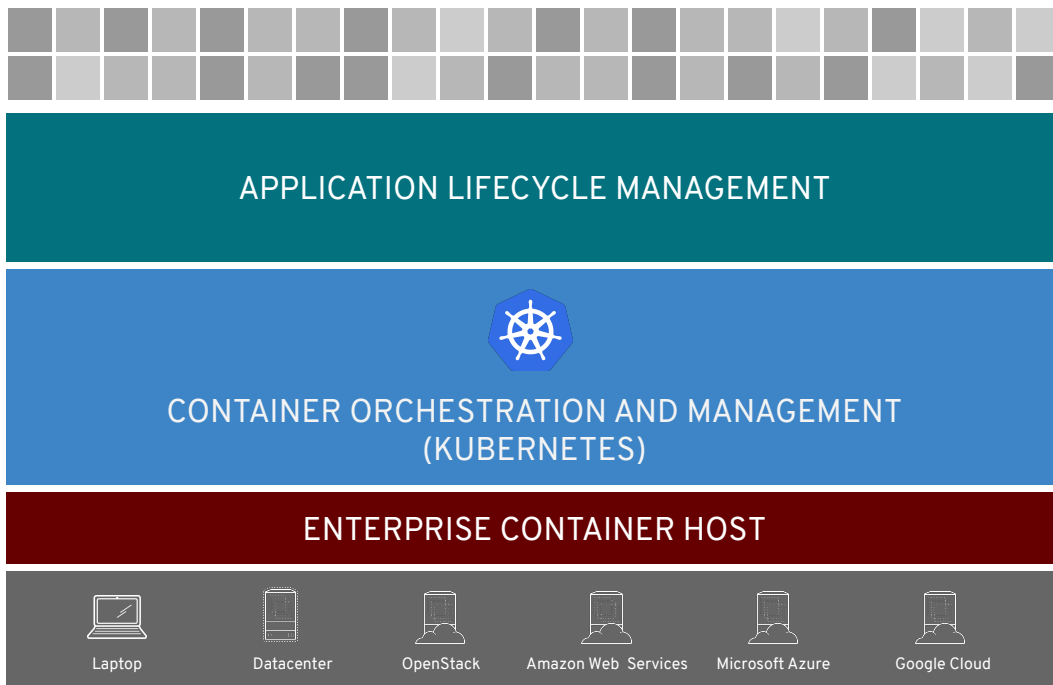 APPLICATION LIFECYCLE MANAGEMENT
CONTAINER ORCHESTRATION AND MANAGEMENT
(KUBERNETES)
ENTERPRISE CONTAINER HOST
Laptop Datacenter OpenStack Amazon Web Services Microsoft Azure Google Cloud